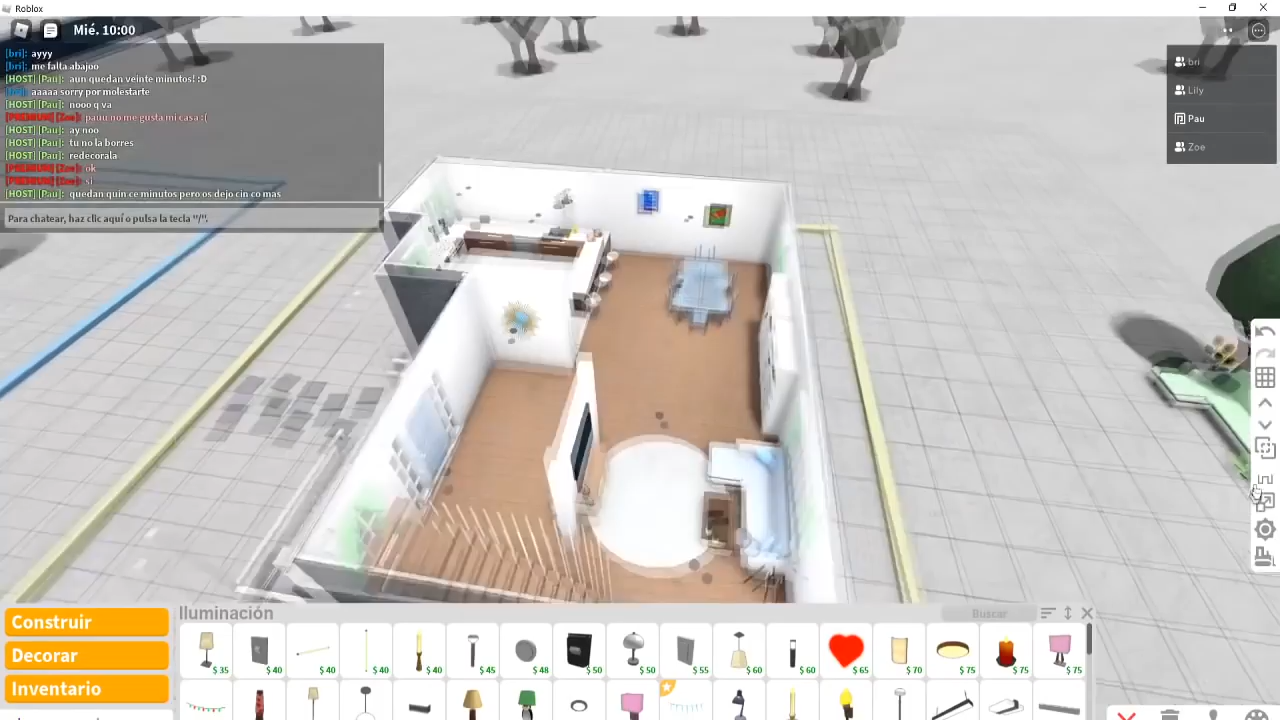 Roblox
Mié. 10:00
[bri]: ayyy
[bri]: me falta abajoo
[HOST] [Pau]: aun quedan veinte minutos! :D
[bri]: aaaaa sorry por molestarte
[HOST] [Pau]: nooo q va
[PREMIUM] [Zoe]: pauu no me gusta mi casa :(
[HOST] [Pau]: ay noo
[HOST] [Pau]: tu no la borres
[HOST] [Pau]: redecorala
[PREMIUM] [Zoe]: ok
[PREMIUM] [Zoe]: si
[HOST] [Pau]: quedan quin ce minutos pero os dejo cin co mas
Para chatear, haz clic aquí o pulsa la tecla "/".
bri
Lily
Pau
Zoe
Construir
Decorar
Inventario
Iluminación
Buscar
$ 35
$ 40
$ 40
$ 40
$ 40
$ 45
$ 48
$ 50
$ 50
$ 55
$ 60
$ 60
$ 65
$ 70
$ 75
$ 75
$ 75